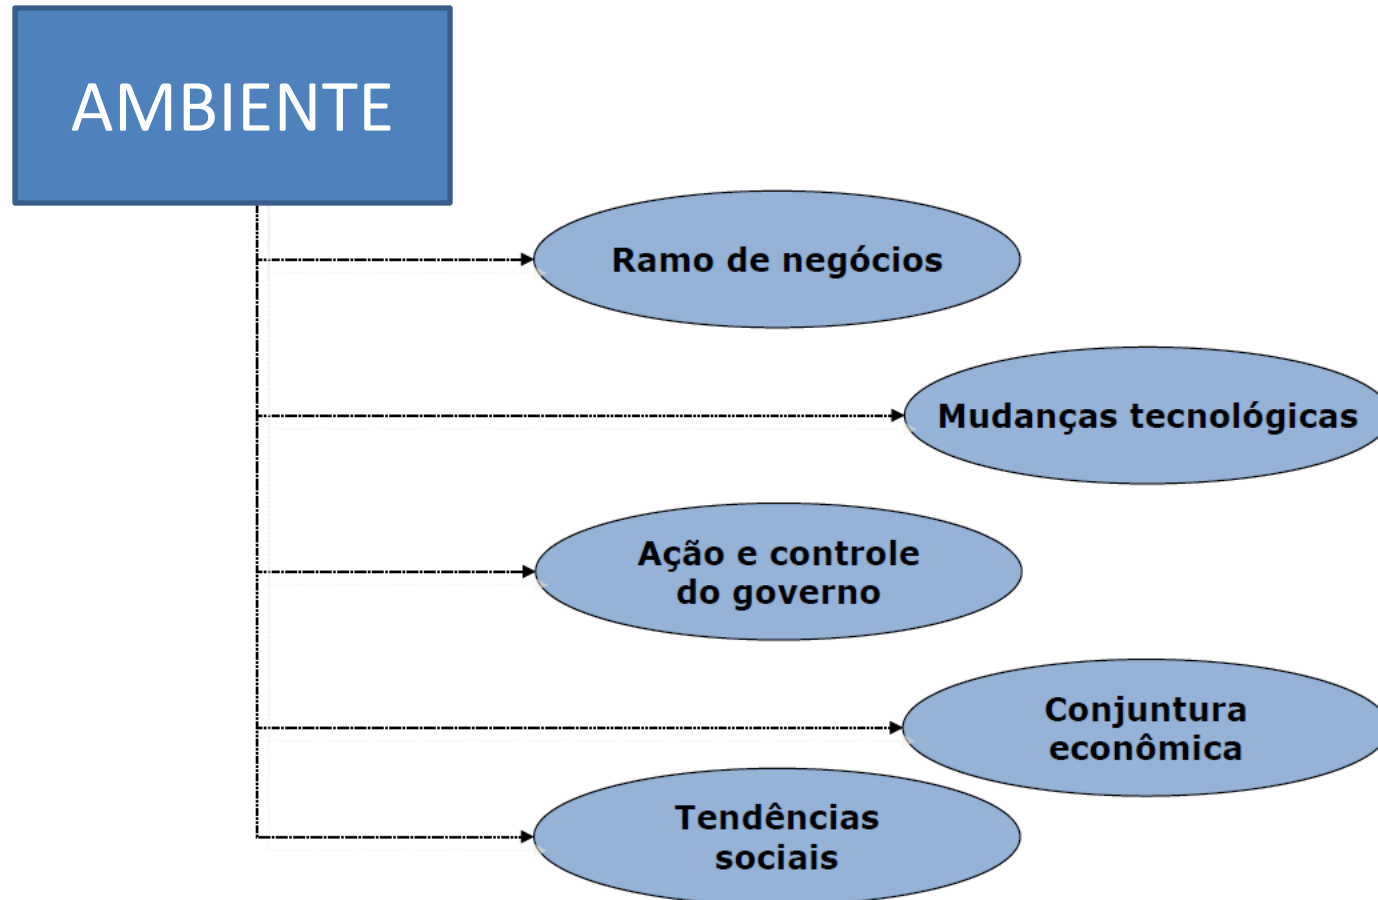 AMBIENTE
Ramo de negócios
Mudanças tecnológicas
Ação e controle
do governo
Conjuntura
econômica
Tendências
sociais